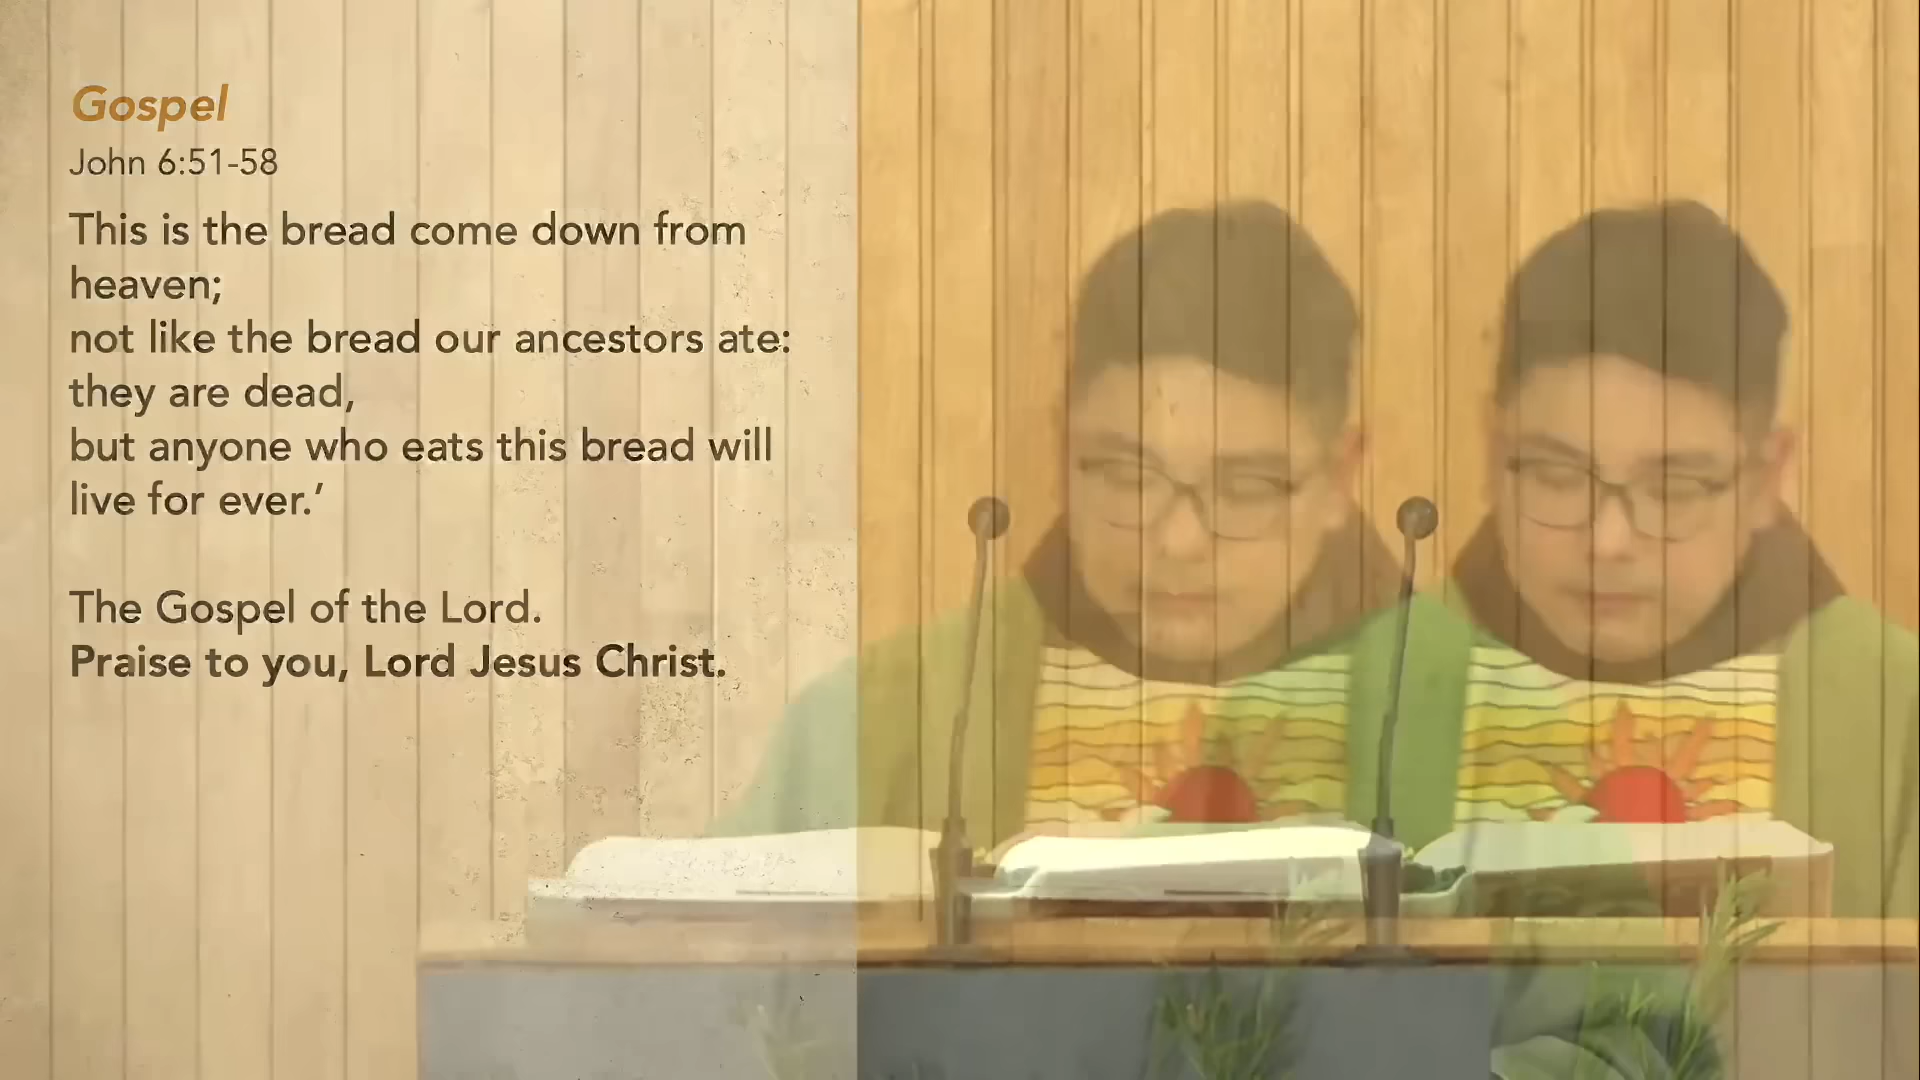 Gospel
John 6:51-58
This is the bread come down from
heaven;
not like the bread our ancestors ate:
they are dead,
but anyone who eats this bread will
live for ever.’
The Gospel of the Lord.
Praise to you, Lord Jesus Christ.